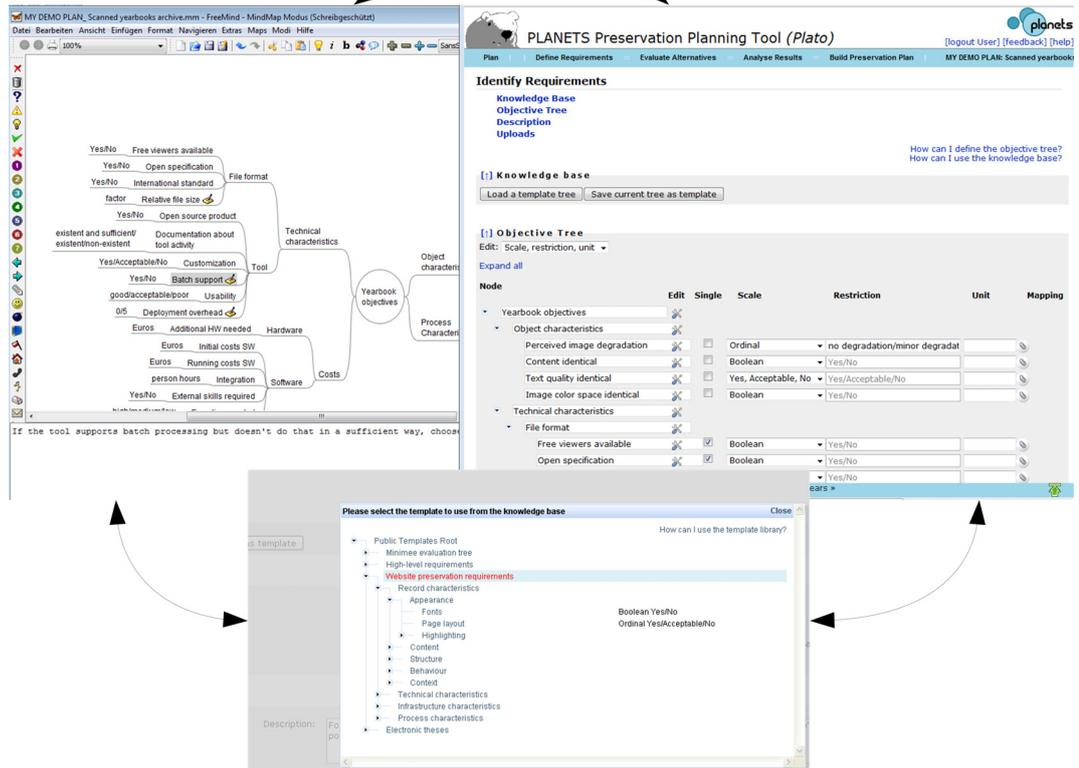 MY DEMO PLAN_ Scanned yearbooks archive.mm - FreeMind - MindMap Modus (Schreibgeschützt)
Datei Bearbeiten Ansicht Einfügen Format Navigieren Extras Maps Modi Hilfe
100%
SansS
Yes/No Free viewers available
Yes/No Open specification
Yes/No International standard
factor Relative file size
File format
Yes/No Open source product
existent and sufficient/
existent/non-existent
Documentation about
tool activity
Yes/Acceptable/No Customization
Yes/No Batch support
good/acceptable/poor Usability
0/5 Deployment overhead
Tool
Technical
characteristics
Euros Additional HW needed Hardware
Euros Initial costs SW
Euros Running costs SW
person hours Integration
Yes/No External skills required
Software
Costs
Yearbook
objectives
Object
characteris
Process
Characteri
If the tool supports batch processing but doesn't do that in a sufficient way, choose
PLANETS Preservation Planning Tool (Plato)
planets
[logout User] [feedback] [help]
Plan Define Requirements Evaluate Alternatives Analyse Results Build Preservation Plan MY DEMO PLAN: Scanned yearbooks
Identify Requirements
Knowledge Base
Objective Tree
Description
Uploads
How can I define the objective tree?
How can I use the knowledge base?
[↑] Knowledge base
Load a template tree Save current tree as template
[↑] Objective Tree
Edit: Scale, restriction, unit
Expand all
Node
Edit Single Scale Restriction Unit Mapping
Yearbook objectives
Object characteristics
Perceived image degradation Ordinal no degradation/minor degradat
Content identical Boolean Yes/No
Text quality identical Yes, Acceptable, No Yes/Acceptable/No
Image color space identical Boolean Yes/No
Technical characteristics
File format
Free viewers available Boolean Yes/No
Open specification Boolean Yes/No
Yes/No
ears »
Please select the template to use from the knowledge base Close
How can I use the template library?
s template
Public Templates Root
Minimee evaluation tree
High-level requirements
Website preservation requirements
Record characteristics
Appearance
Fonts Boolean Yes/No
Page layout Ordinal Yes/Acceptable/No
Highlighting
Content
Structure
Behaviour
Context
Technical characteristics
Infrastructure characteristics
Process characteristics
Electronic theses
Description: Fo
po